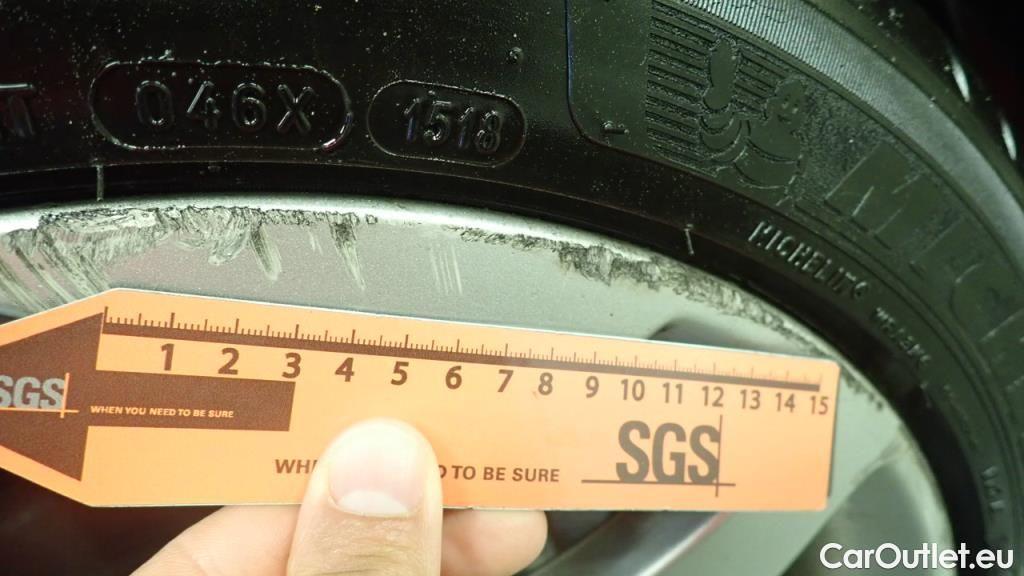 046X 1518
MICHELIN
1 2 3 4 5 6 7 8 9 10 11 12 13 14 15
SGS
WHEN YOU NEED TO BE SURE
SGS
WH D TO BE SURE
CarOutlet.eu